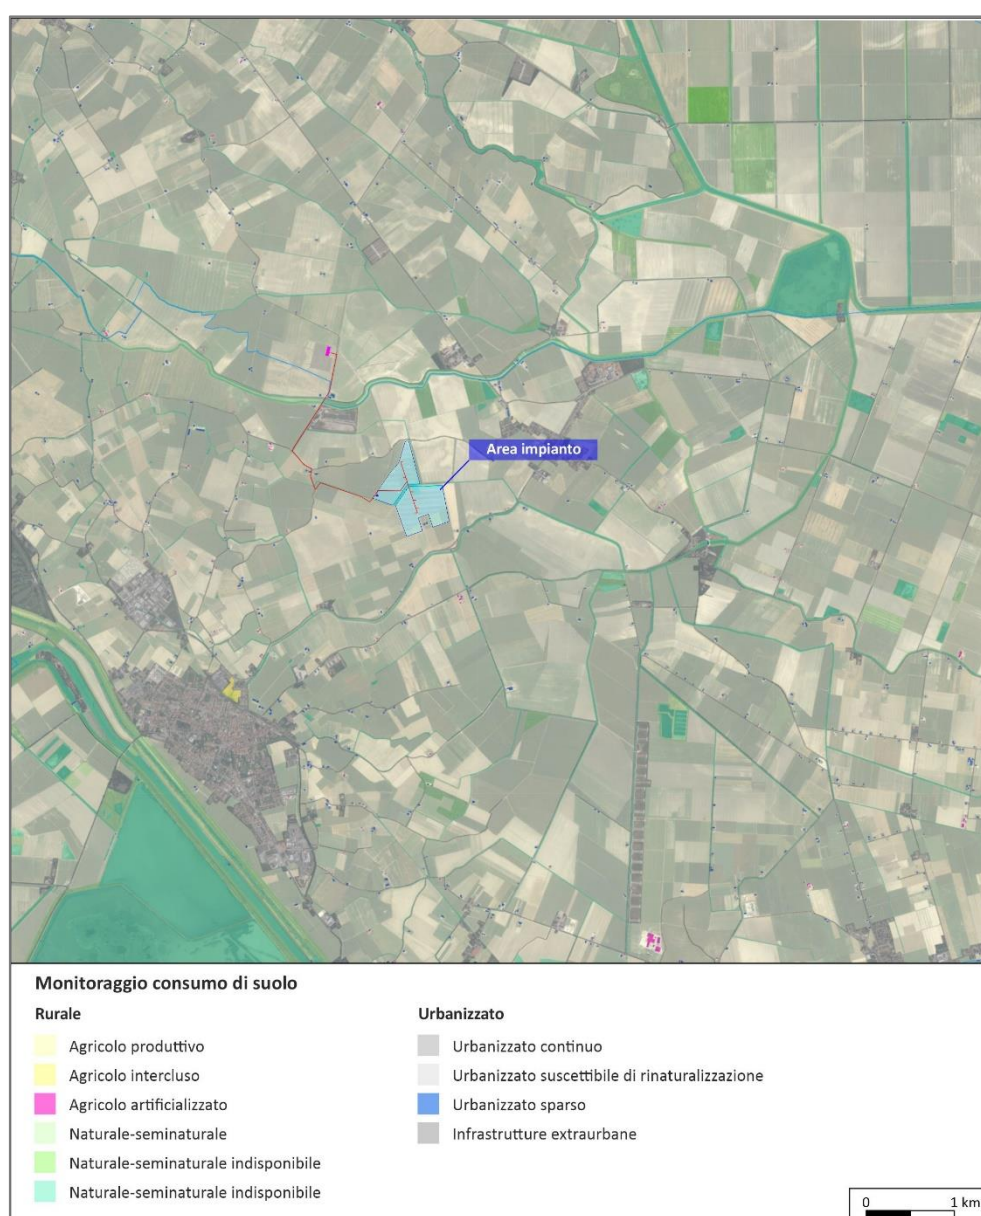 Area impianto
Monitoraggio consumo di suolo
Rurale
Agricolo produttivo
Agricolo intercluso
Agricolo artificializzato
Naturale-seminaturale
Naturale-seminaturale indisponibile
Naturale-seminaturale indisponibile
Urbanizzato
Urbanizzato continuo
Urbanizzato suscettibile di rinaturalizzazione
Urbanizzato sparso
Infrastrutture extraurbane
0 1 km